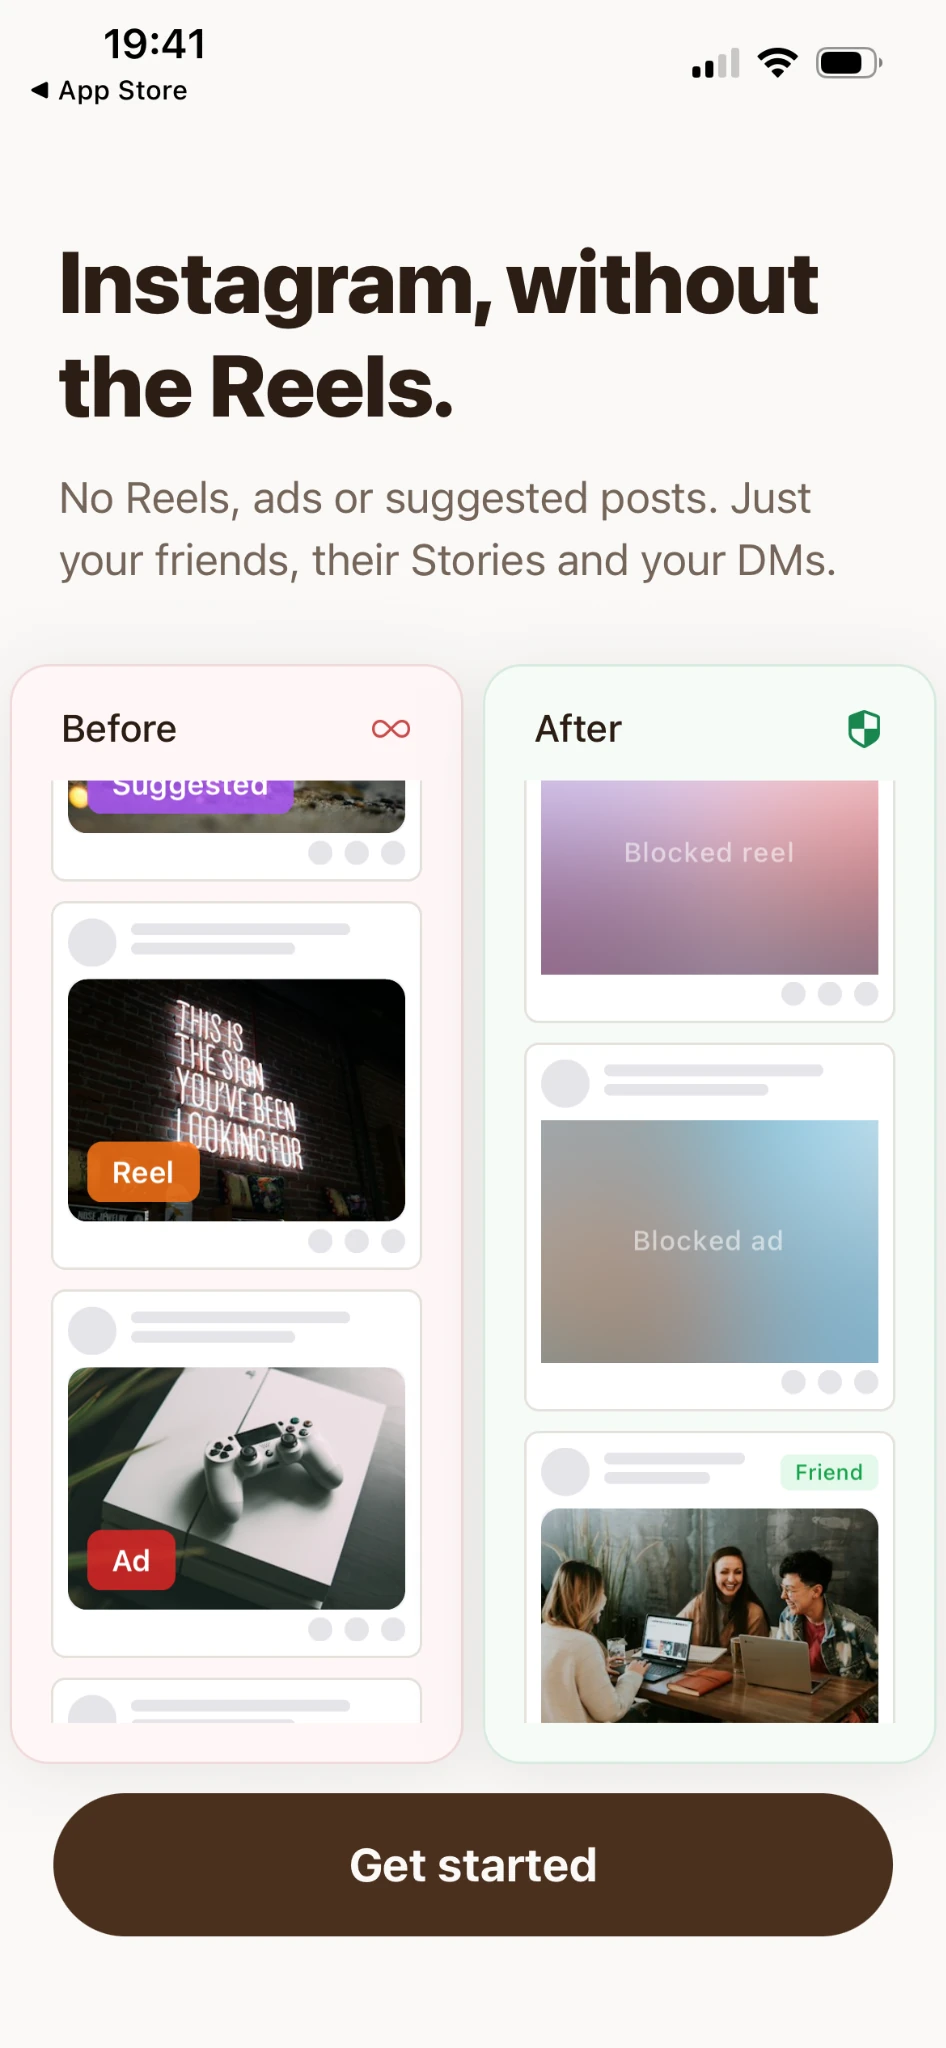 19:41
◀ App Store
Instagram, without
the Reels.
No Reels, ads or suggested posts. Just
your friends, their Stories and your DMs.
Before
Suggested
THIS IS
THE SIGN
YOU'VE BEEN
LOOKING FOR
Reel
Ad
After
Blocked reel
Blocked ad
Friend
Get started